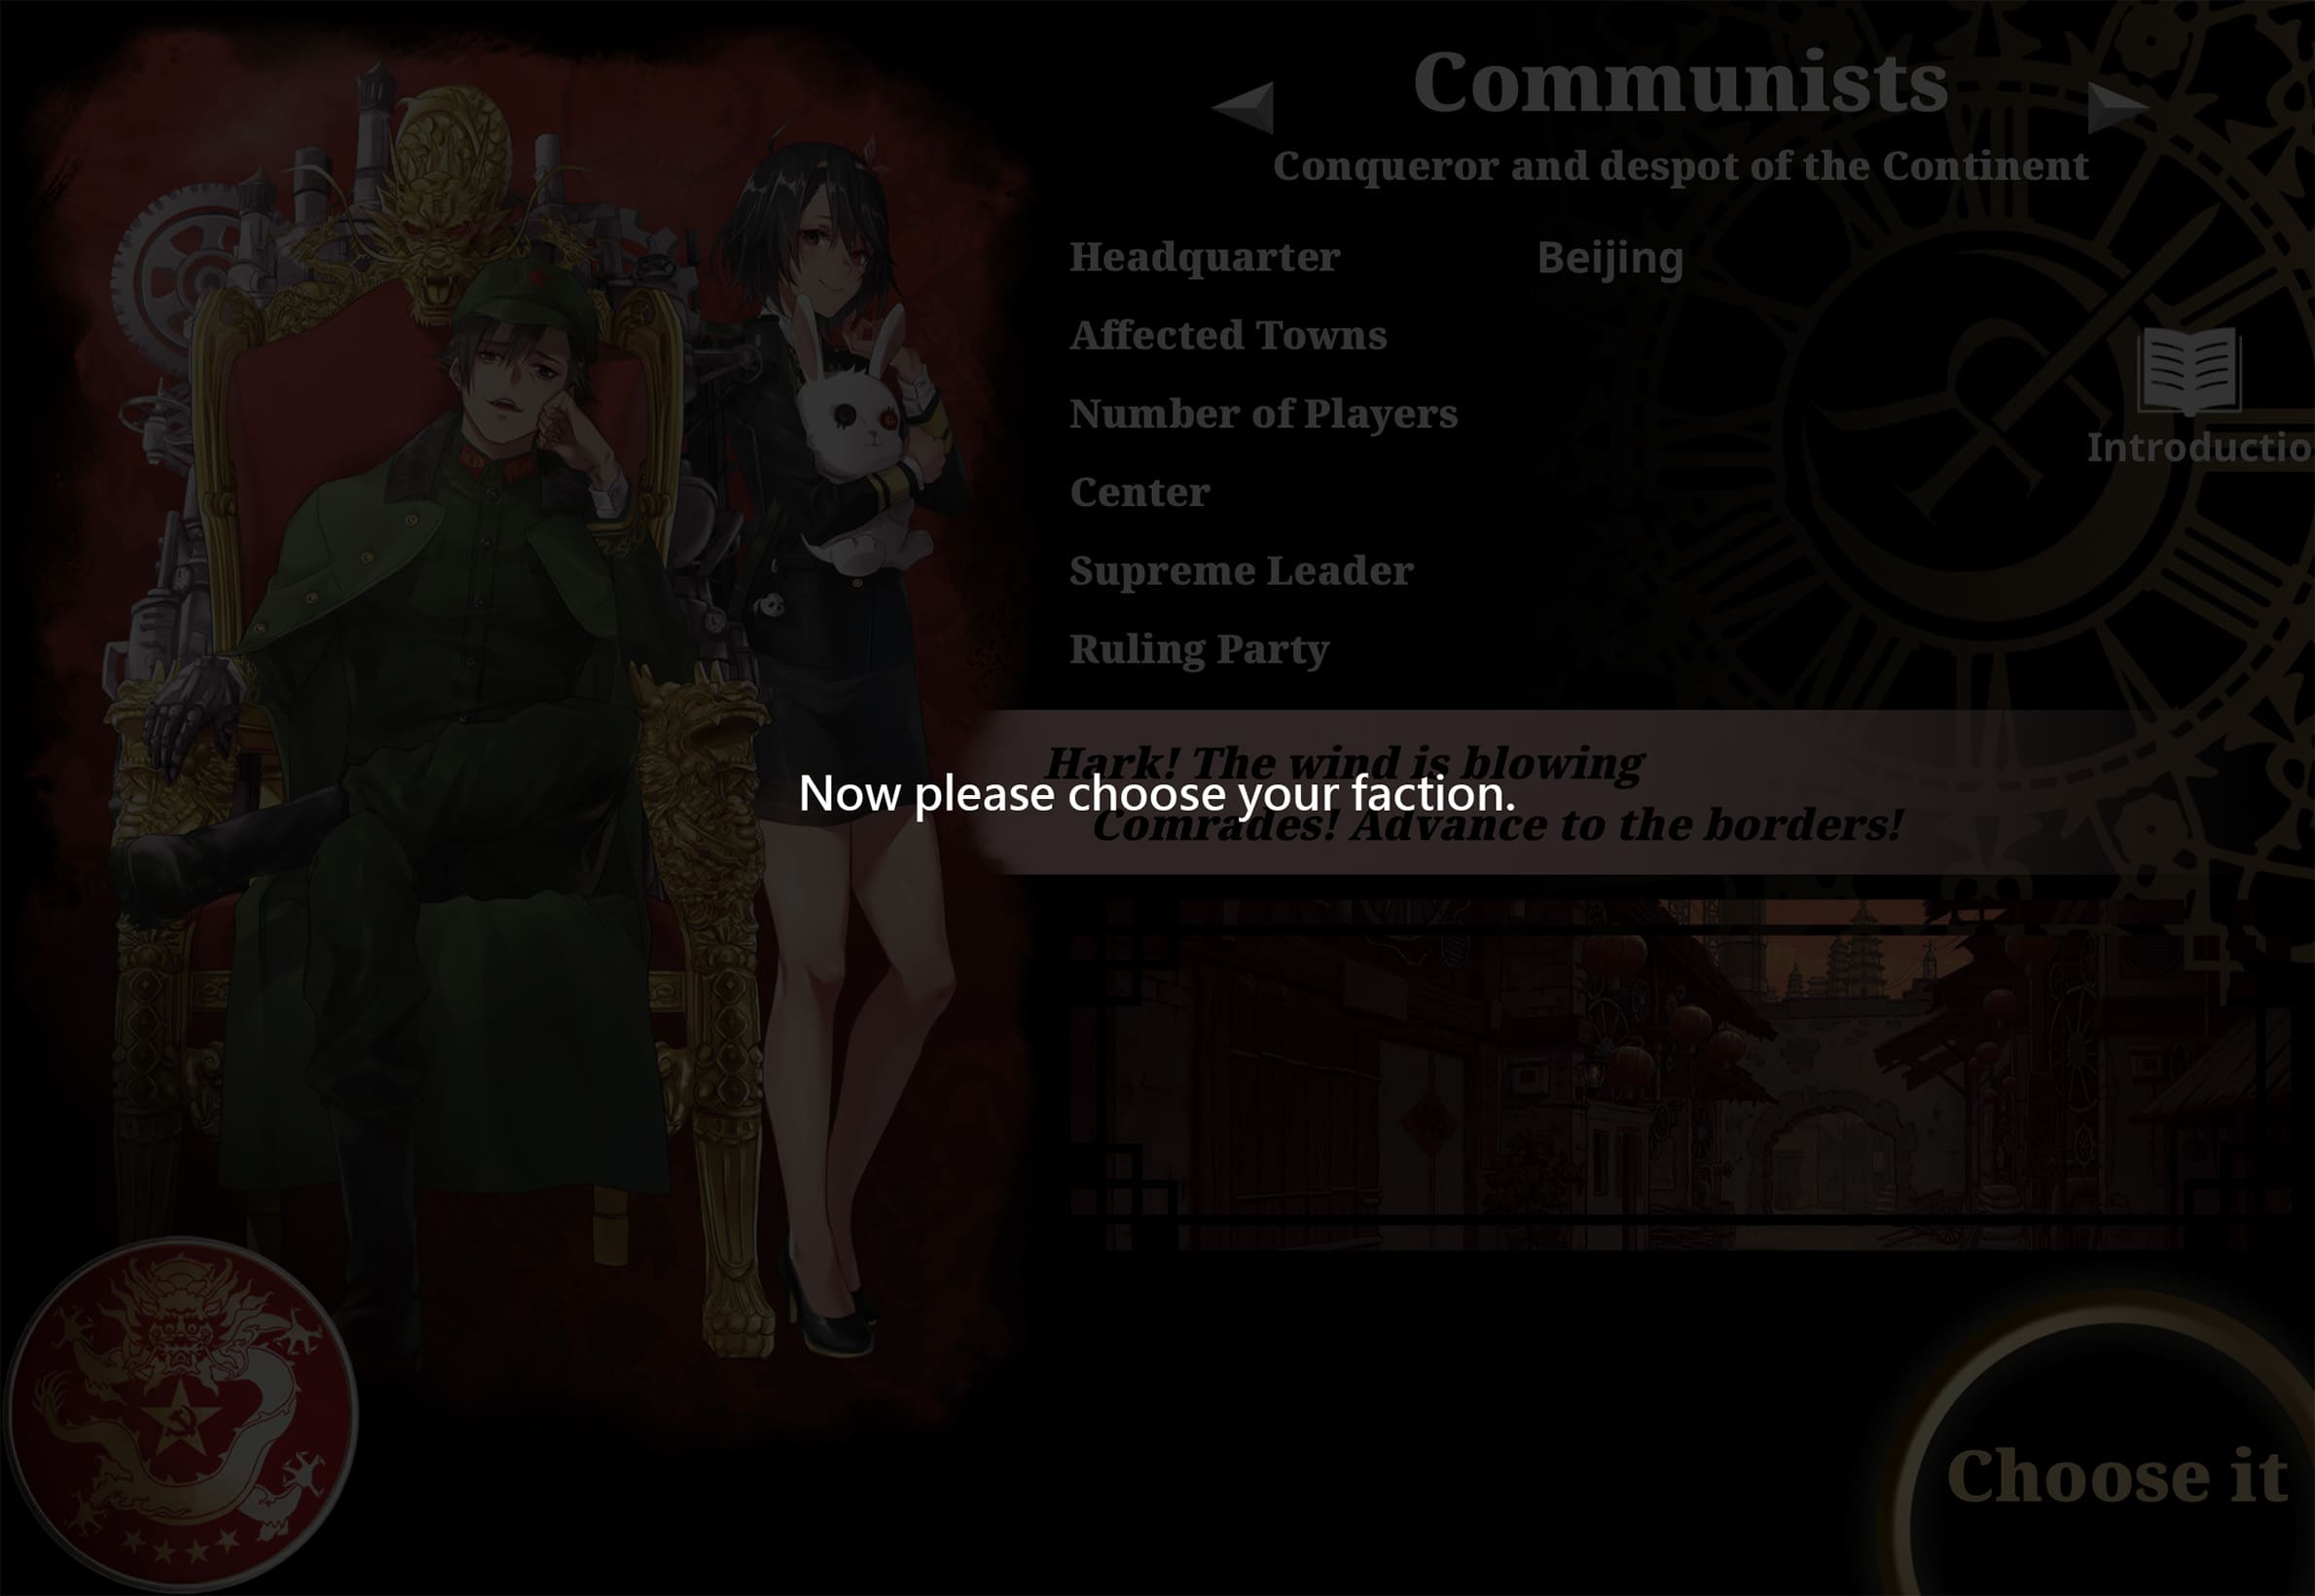 Communists
Conqueror and despot of the Continent
Headquarter Beijing
Affected Towns
Number of Players
Center
Supreme Leader
Ruling Party
Introductio
Hark! The wind is blowing
Now please choose your faction.
Comrades! Advance to the borders!
Choose it